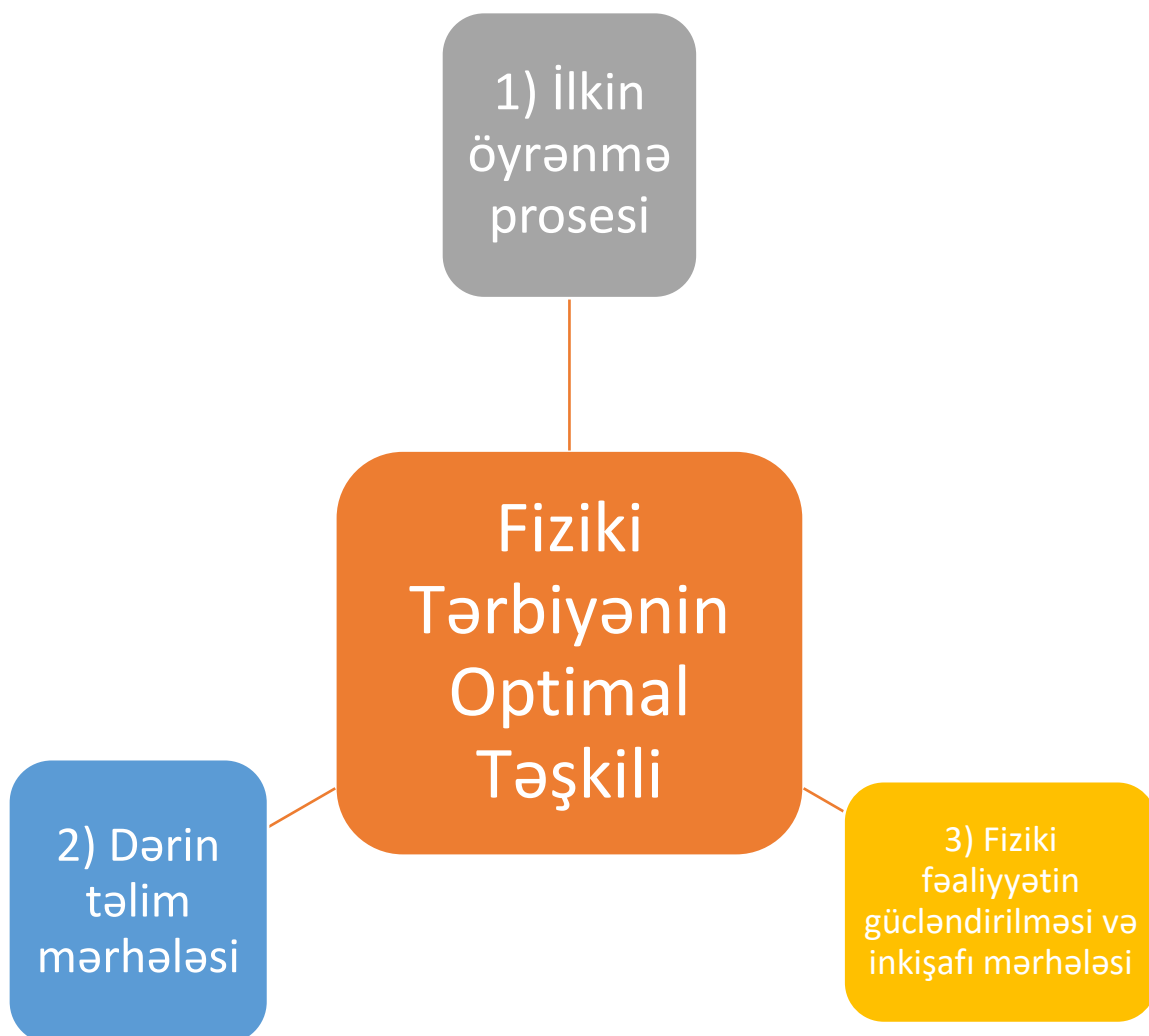 1) İlkin
öyrənmə
prosesi
Fiziki
Tərbiyənin
Optimal
Təşkili
2) Dərin
təlim
mərhələsi
3) Fiziki
fəaliyyətin
gücləndirilməsi və
inkişafı mərhələsi